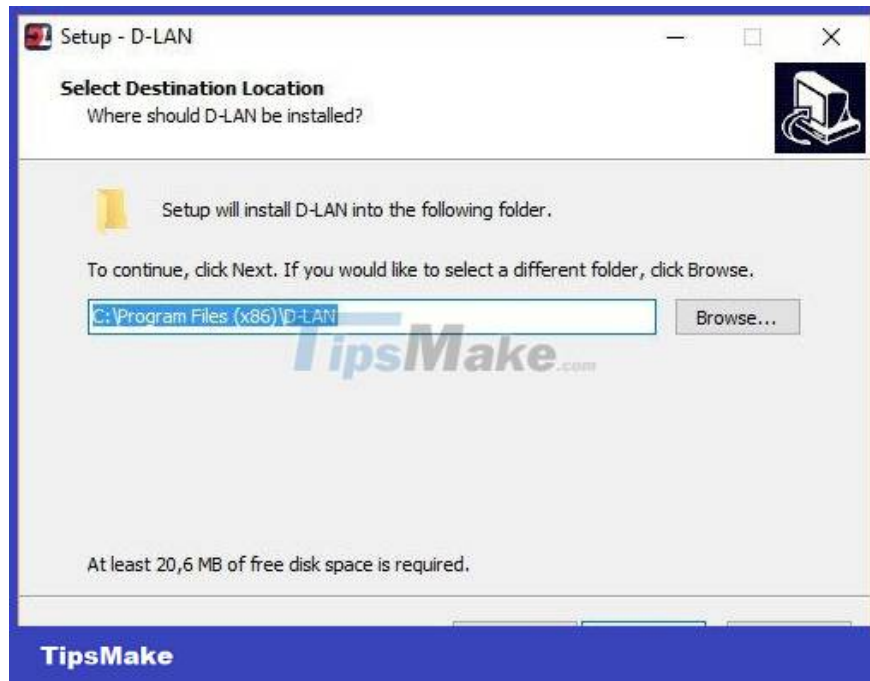 Setup - D-LAN
Select Destination Location
Where should D-LAN be installed?
Setup will install D-LAN into the following folder.
To continue, click Next. If you would like to select a different folder, click Browse.
C:\Program Files (x86)\D-LAN
Browse...
TipsMake.com
At least 20,6 MB of free disk space is required.
TipsMake